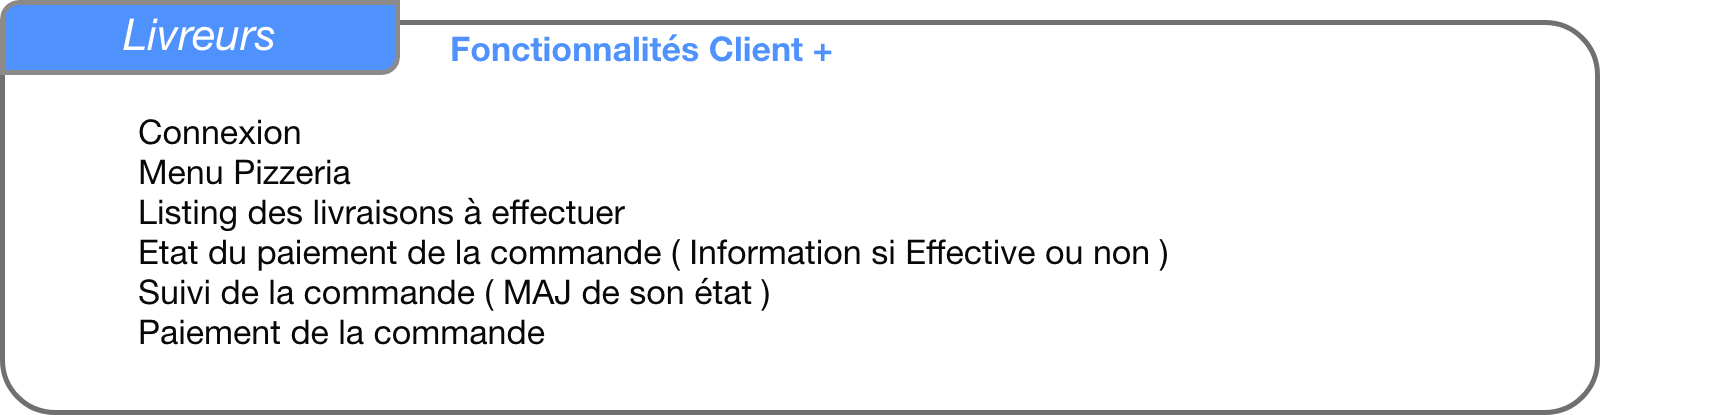 Livreurs
Fonctionnalités Client +
Connexion
Menu Pizzeria
Listing des livraisons à effectuer
Etat du paiement de la commande ( Information si Effective ou non )
Suivi de la commande ( MAJ de son état )
Paiement de la commande